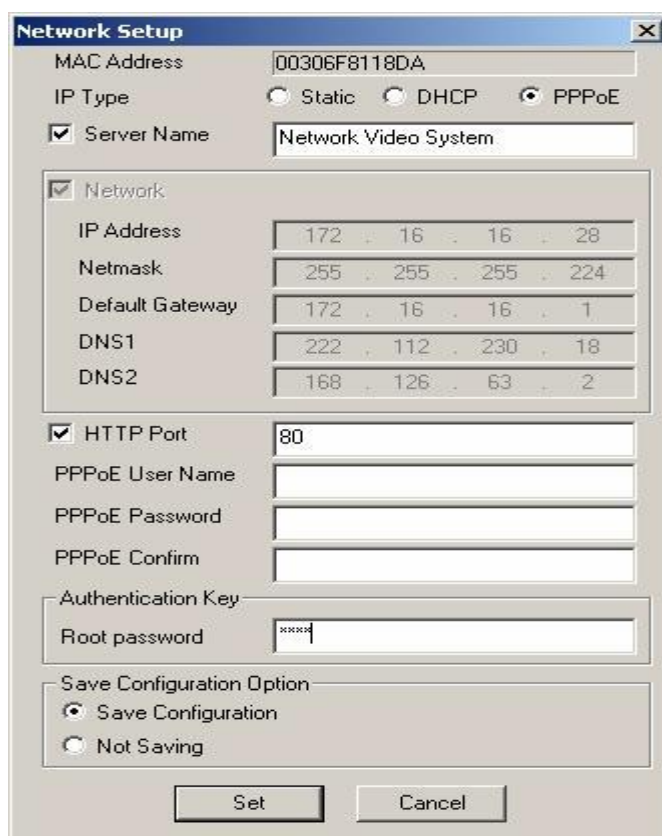 Network Setup
MAC Address 00306F8118DA
IP Type Static DHCP PPPoE
Server Name Network Video System
Network
IP Address 172 . 16 . 16 . 28
Netmask 255 . 255 . 255 . 224
Default Gateway 172 . 16 . 16 . 1
DNS1 222 . 112 . 230 . 18
DNS2 168 . 126 . 63 . 2
HTTP Port 80
PPPoE User Name
PPPoE Password
PPPoE Confirm
Authentication Key
Root password ****
Save Configuration Option
Save Configuration
Not Saving
Set Cancel